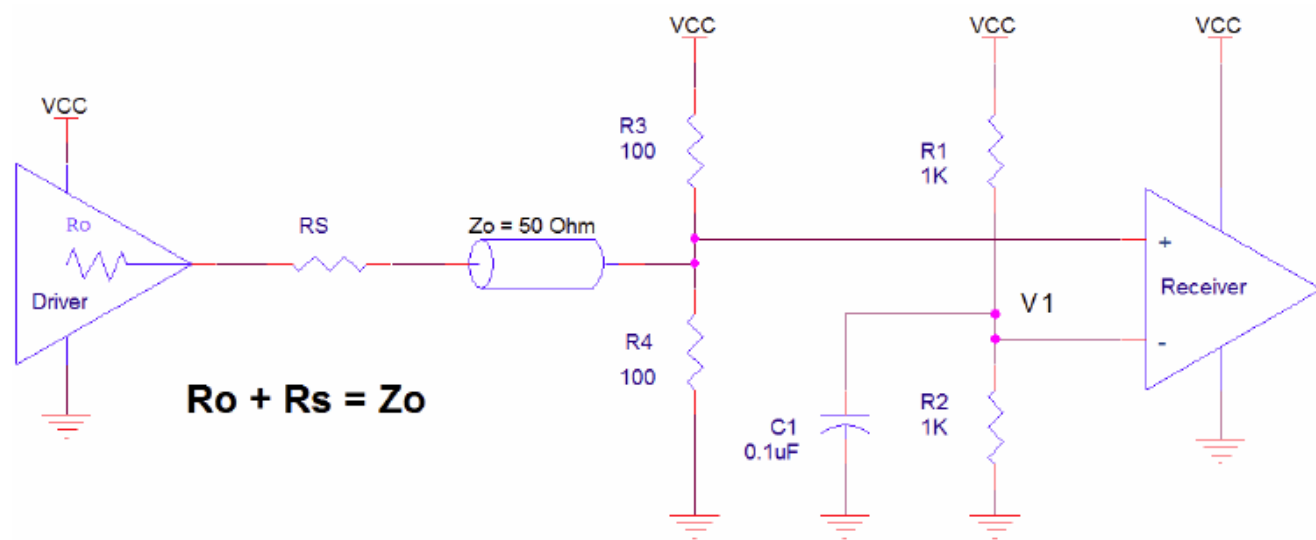 VCC
VCC
VCC
VCC
R3
100
R1
1K
Ro
RS
Zo = 50 Ohm
+
Driver
V1
Receiver
R4
100
-
Ro + Rs = Zo
C1
0.1uF
R2
1K